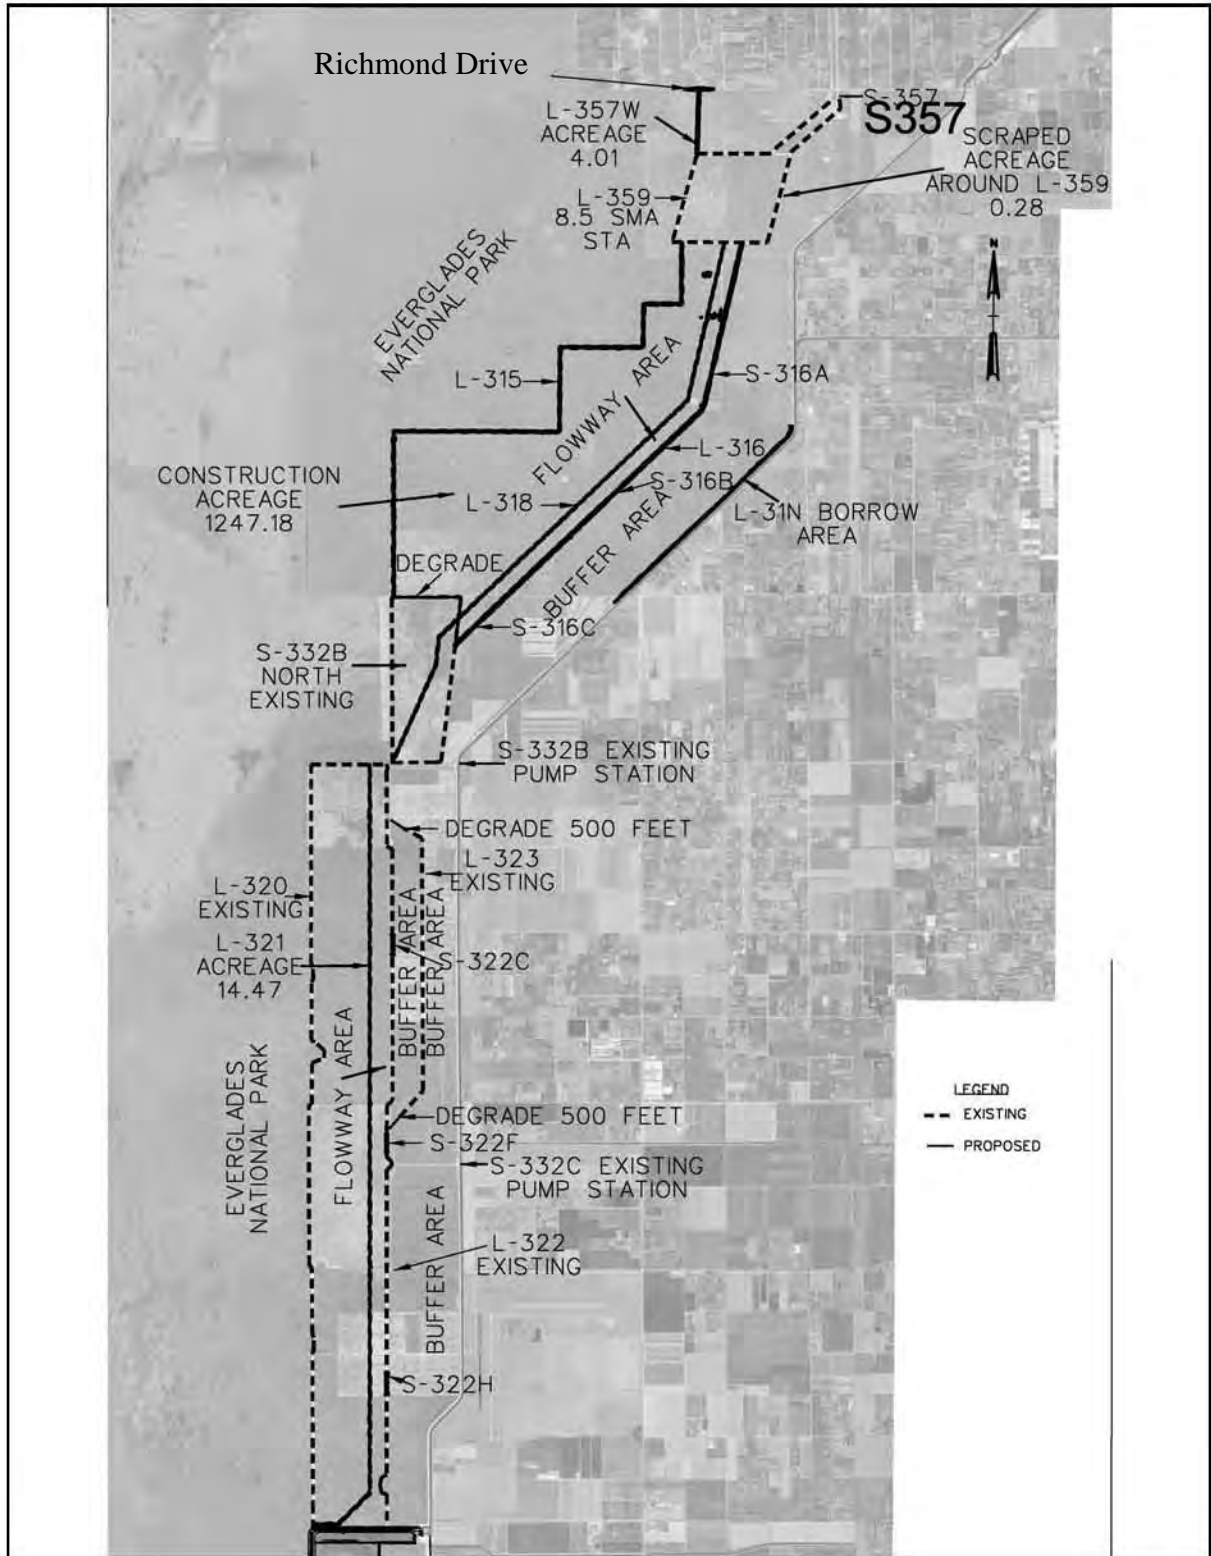 Richmond Drive
L-357W
ACREAGE
4.01
S-357
S357
SCRAPED
ACREAGE
AROUND L-359
0.28
L-359
8.5 SMA
STA
N
EVERGLADES
NATIONAL PARK
L-315
S-316A
FLOWWAY AREA
L-316
S-316B
CONSTRUCTION
ACREAGE
1247.18
L-318
BUFFER AREA
L-31N BORROW
AREA
DEGRADE
S-316C
S-332B
NORTH
EXISTING
S-332B EXISTING
PUMP STATION
DEGRADE 500 FEET
L-323
EXISTING
L-320
EXISTING
BUFFER AREA
BUFFER AREA
L-321
ACREAGE
14.47
S-322C
FLOWWAY AREA
EVERGLADES
NATIONAL PARK
LEGEND
EXISTING
PROPOSED
DEGRADE 500 FEET
S-322F
S-332C EXISTING
PUMP STATION
BUFFER AREA
L-322
EXISTING
S-322H